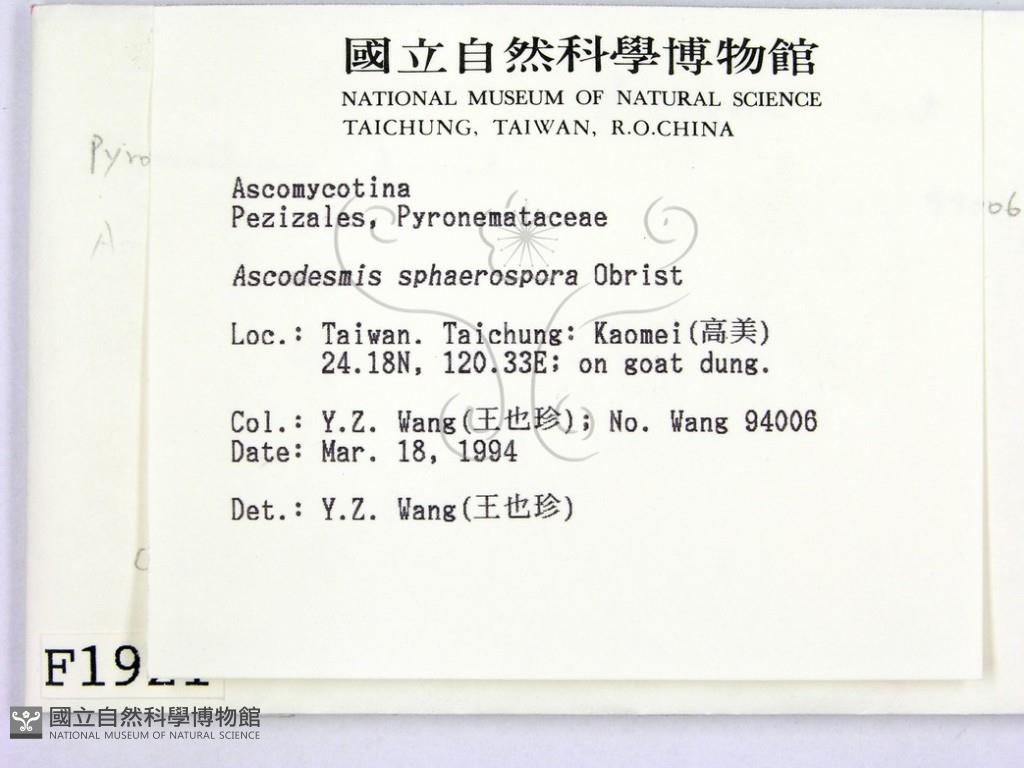 國立自然科學博物館
NATIONAL MUSEUM OF NATURAL SCIENCE
TAICHUNG, TAIWAN, R.O.CHINA
Pyro
Ascomycotina
Pezizales, Pyronemataceae
06
Ascodesmis sphaerospora Obrist
Loc.: Taiwan. Taichung: Kaomei(高美)
24.18N, 120.33E; on goat dung.
Col.: Y.Z. Wang(王也珍); No. Wang 94006
Date: Mar. 18, 1994
Det.: Y.Z. Wang(王也珍)
國立自然科學博物館
NATIONAL MUSEUM OF NATURAL SCIENCE